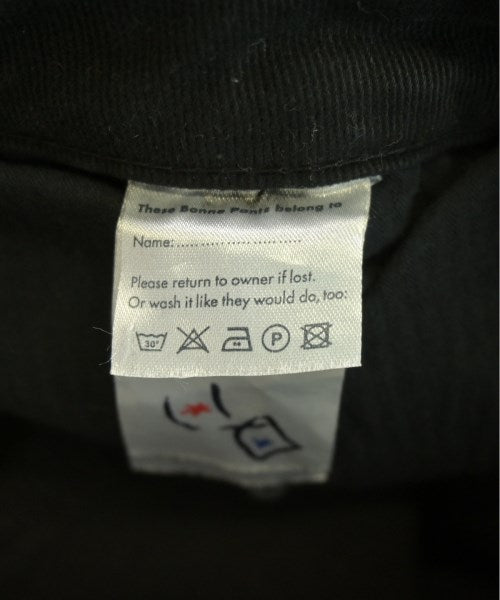 These Bonne Pants belong to
Name:........................
Please return to owner if lost.
Or wash it like they would do, too:
30° P